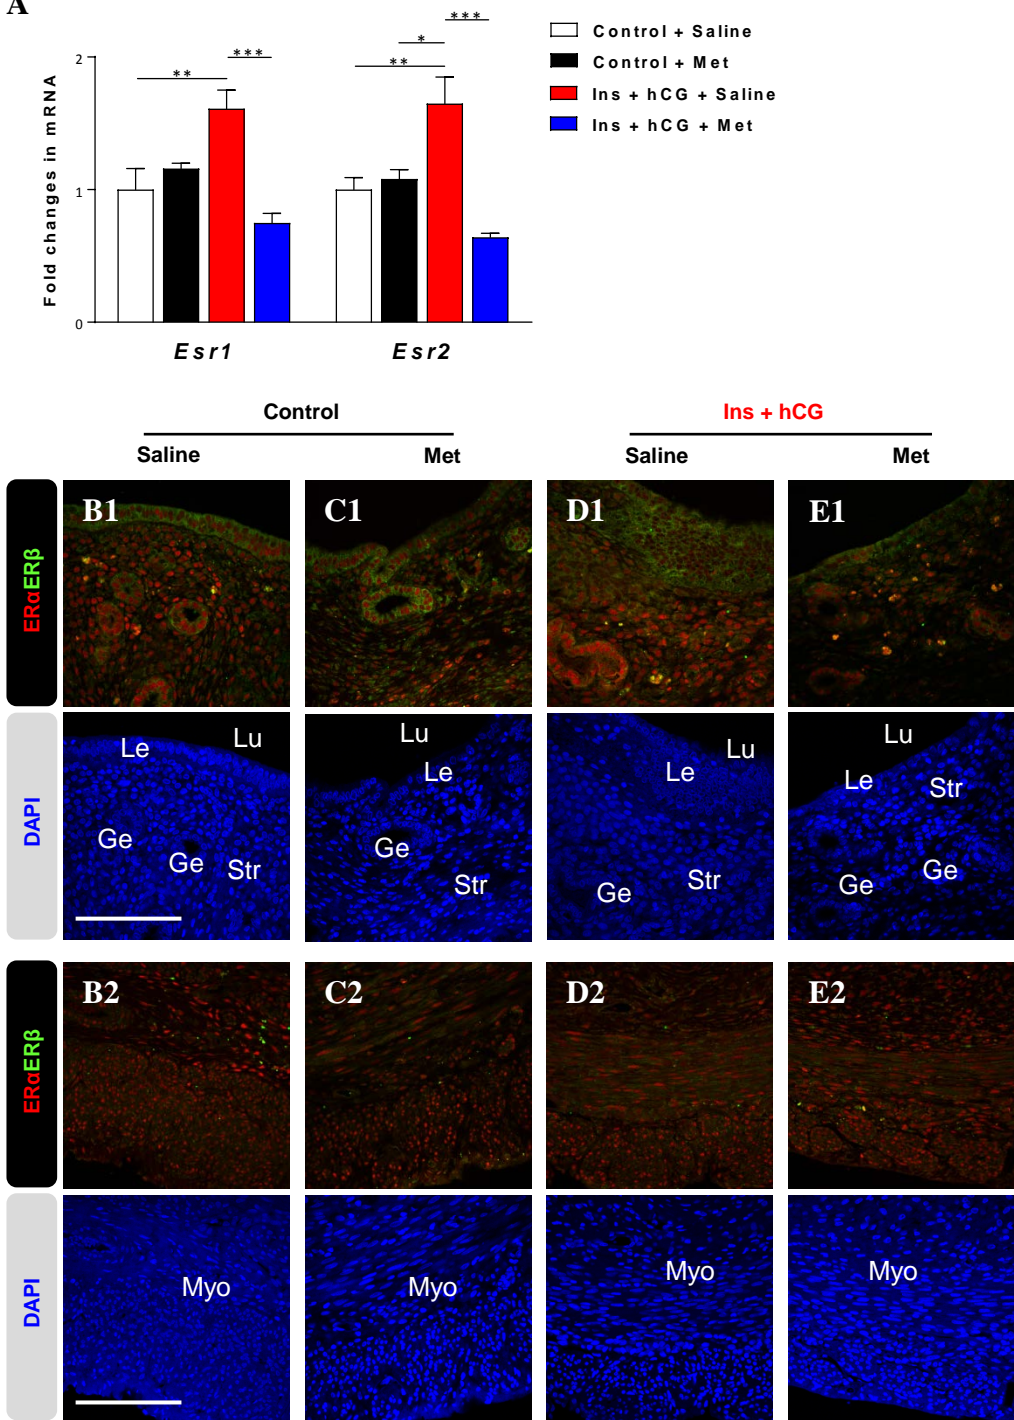 A
***
***
*
**
**
Control + Saline
Control + Met
Ins + hCG + Saline
Ins + hCG + Met
Fold changes in mRNA
2
1
0
Esr1
Esr2
Control
Ins + hCG
Saline
Met
Saline
Met
ERαERβ
B1
C1
D1
E1
DAPI
Le
Lu
Ge
Ge
Str
Lu
Le
Ge
Str
Lu
Le
Ge
Str
Lu
Le
Str
Ge
Ge
ERαERβ
B2
C2
D2
E2
DAPI
Myo
Myo
Myo
Myo